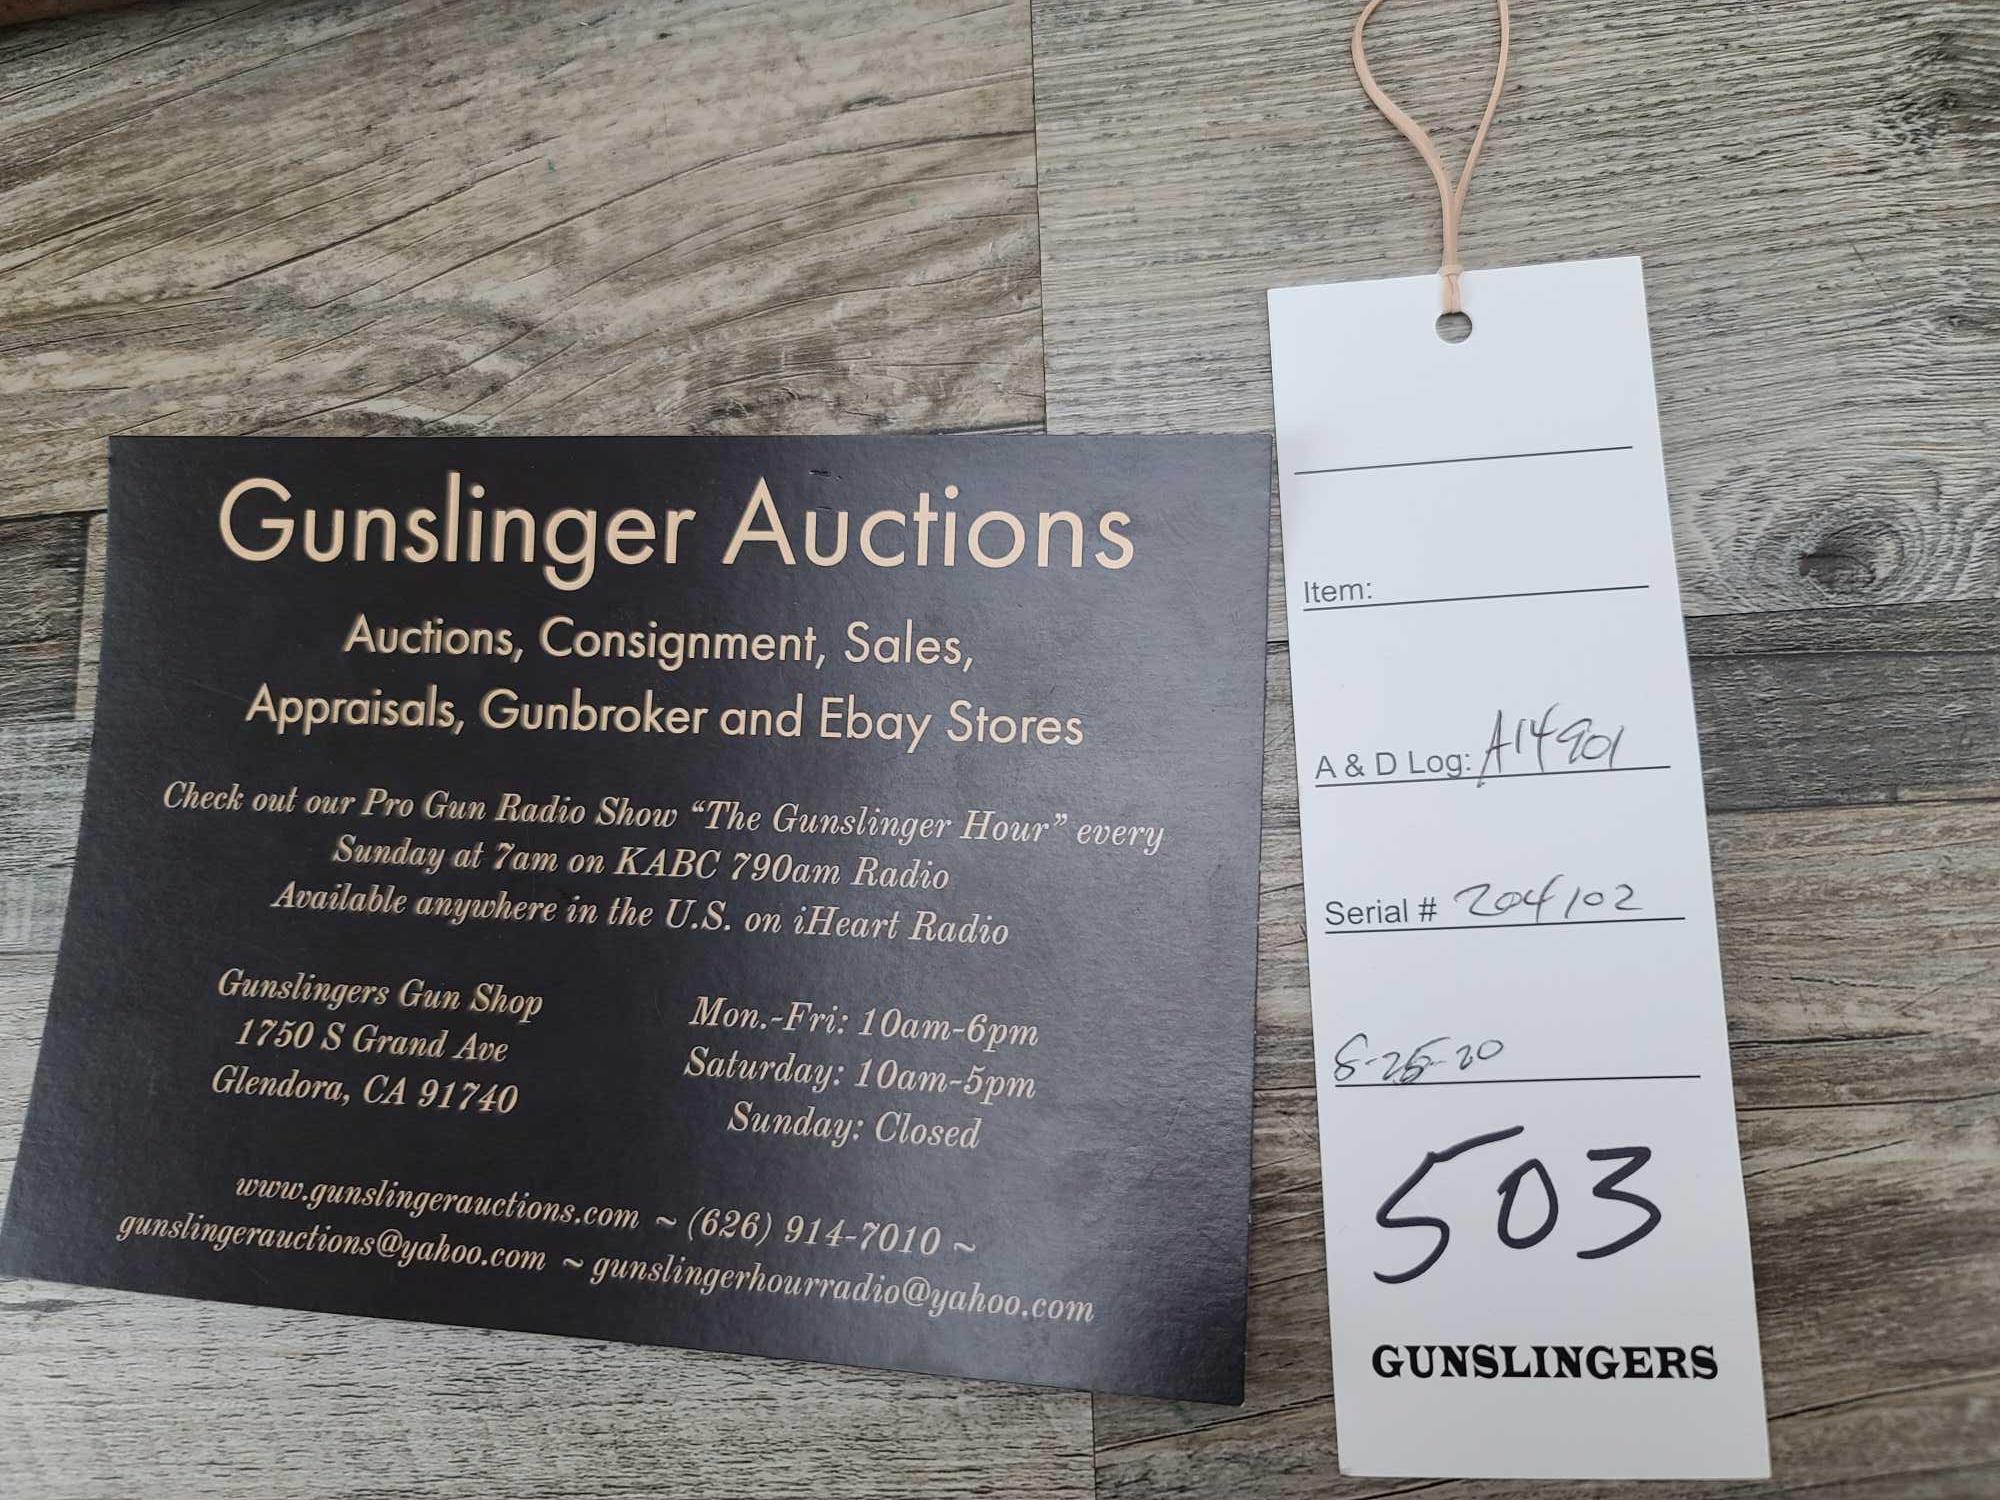 Gunslinger Auctions
Auctions, Consignment, Sales,
Appraisals, Gunbroker and Ebay Stores
Check out our Pro Gun Radio Show “The Gunslinger Hour” every
Sunday at 7am on KABC 790am Radio
Available anywhere in the U.S. on iHeart Radio
Gunslingers Gun Shop
1750 S Grand Ave
Glendora, CA 91740
Mon.-Fri: 10am-6pm
Saturday: 10am-5pm
Sunday: Closed
www.gunslingerauctions.com ~ (626) 914-7010 ~
gunslingerauctions@yahoo.com ~ gunslingerhourradio@yahoo.com
Item:
A & D Log: A14901
Serial # 204102
8-25-20
503
GUNSLINGERS